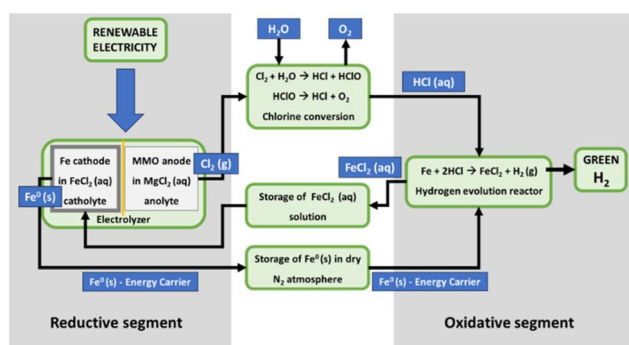 RENEWABLE
ELECTRICITY
H₂O
O₂
Cl₂ + H₂O → HCl + HClO
HClO → HCl + O₂
Chlorine conversion
HCl (aq)
Fe cathode
in FeCl₂ (aq)
catholyte
MMO anode
in MgCl₂ (aq)
anolyte
Electrolyzer
Cl₂ (g)
Fe⁰ (s)
FeCl₂ (aq)
Fe + 2HCl → FeCl₂ + H₂ (g)
Hydrogen evolution reactor
GREEN
H₂
Storage of FeCl₂ (aq)
solution
Storage of Fe⁰ (s) in dry
N₂ atmosphere
Fe⁰ (s) - Energy Carrier
Fe⁰ (s) - Energy Carrier
Reductive segment
Oxidative segment